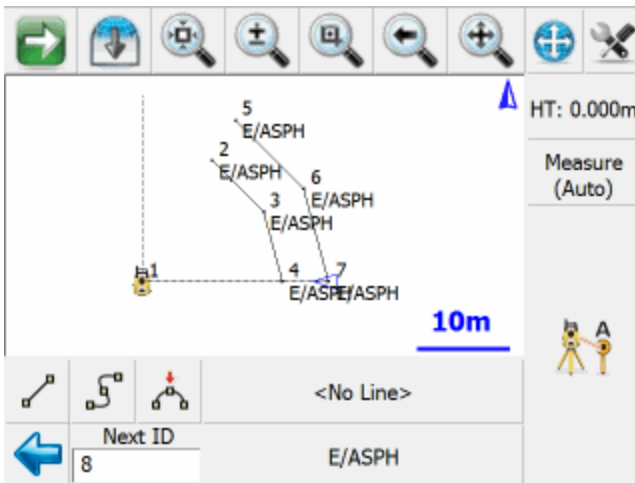 HT: 0.000m
Measure
(Auto)
5
E/ASPH
2
E/ASPH
6
E/ASPH
3
E/ASPH
1
4
E/ASPH
7
E/ASPH
10m
A
<No Line>
Next ID
8
E/ASPH